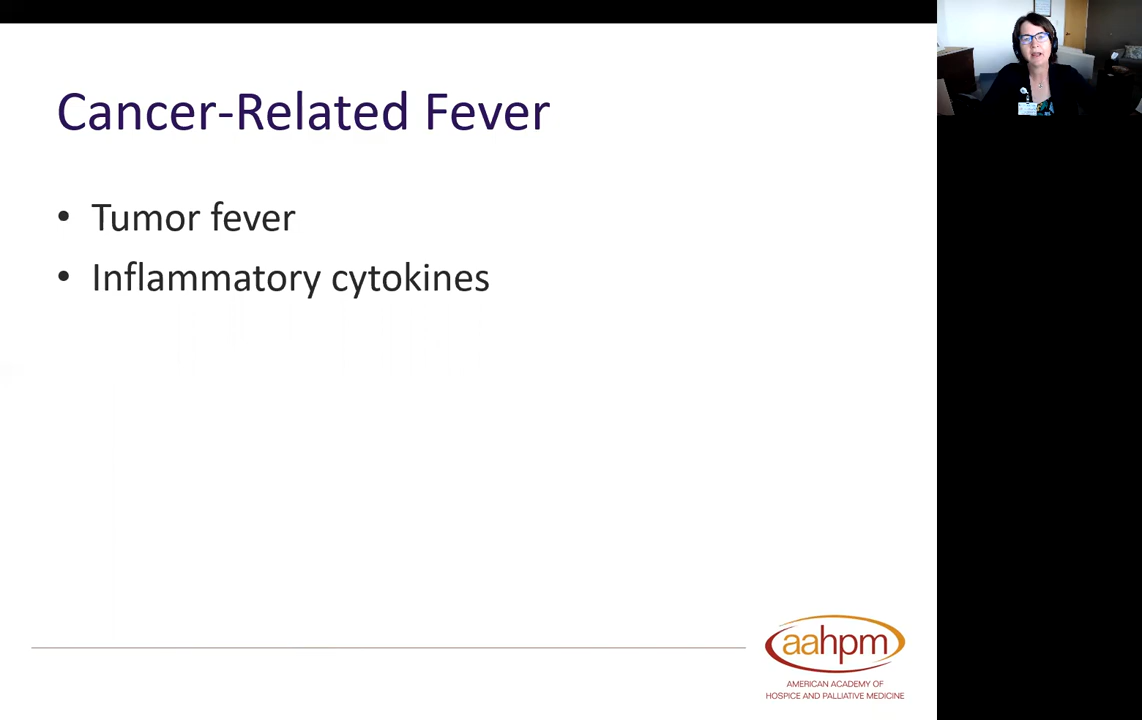 Cancer-Related Fever
• Tumor fever
• Inflammatory cytokines
aahpm
AMERICAN ACADEMY OF
HOSPICE AND PALLIATIVE MEDICINE